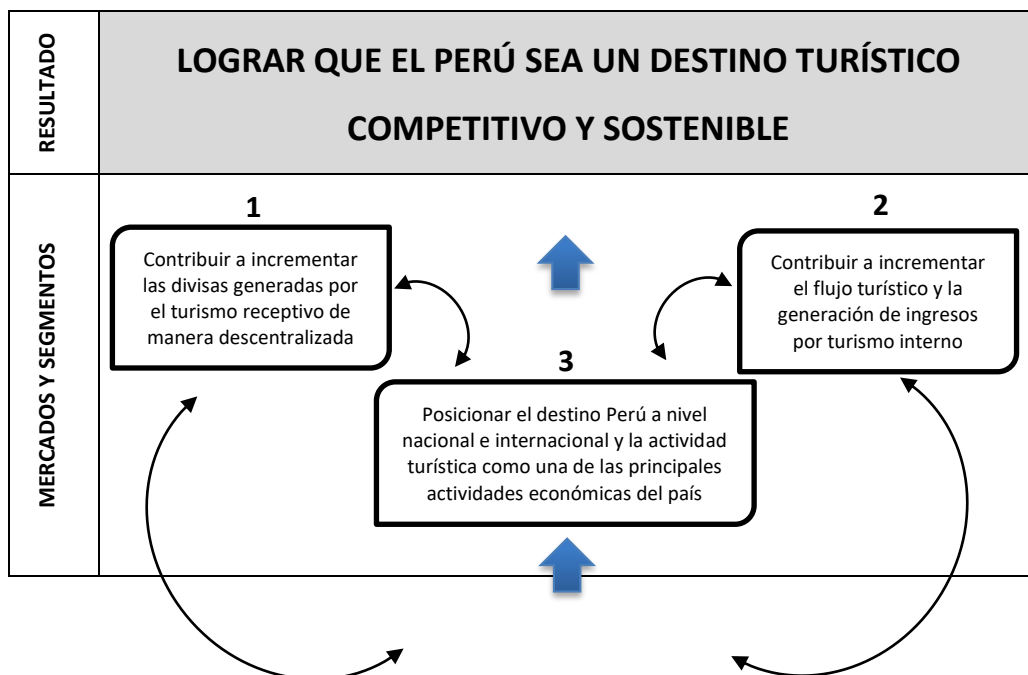 RESULTADO
LOGRAR QUE EL PERÚ SEA UN DESTINO TURÍSTICO
COMPETITIVO Y SOSTENIBLE
MERCADOS Y SEGMENTOS
1
Contribuir a incrementar
las divisas generadas por
el turismo receptivo de
manera descentralizada
2
Contribuir a incrementar
el flujo turístico y la
generación de ingresos
por turismo interno
3
Posicionar el destino Perú a nivel
nacional e internacional y la actividad
turística como una de las principales
actividades económicas del país